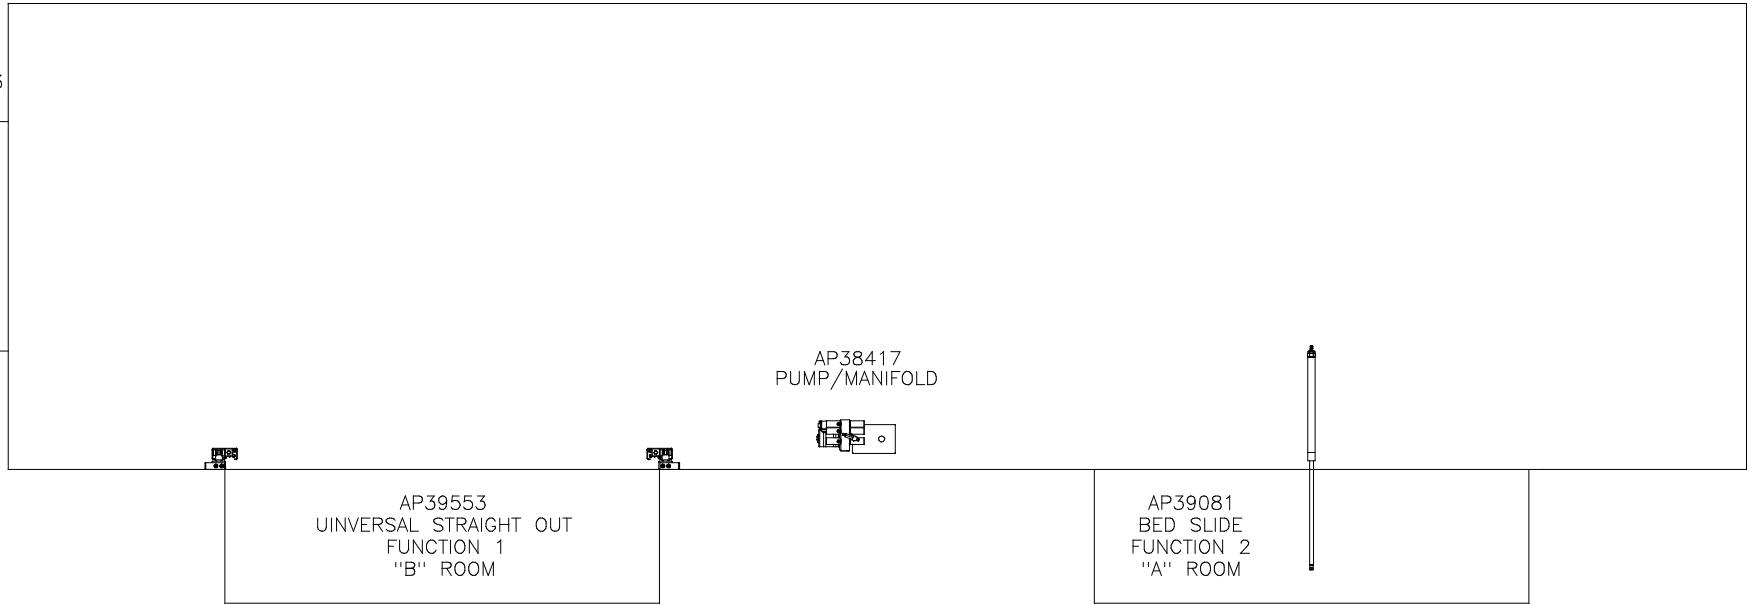 AP38417
PUMP/MANIFOLD
AP39553
UINVERSAL STRAIGHT OUT
FUNCTION 1
"B" ROOM
AP39081
BED SLIDE
FUNCTION 2
"A" ROOM